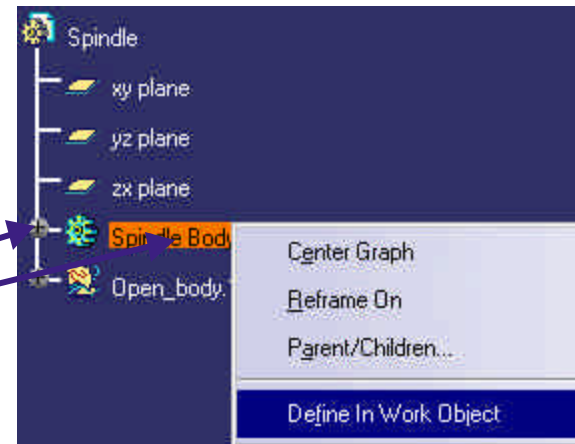 Spindle
xy plane
yz plane
zx plane
Spindle Body
Center Graph
Open_body.
Reframe On
Parent/Children...
Define In Work Object